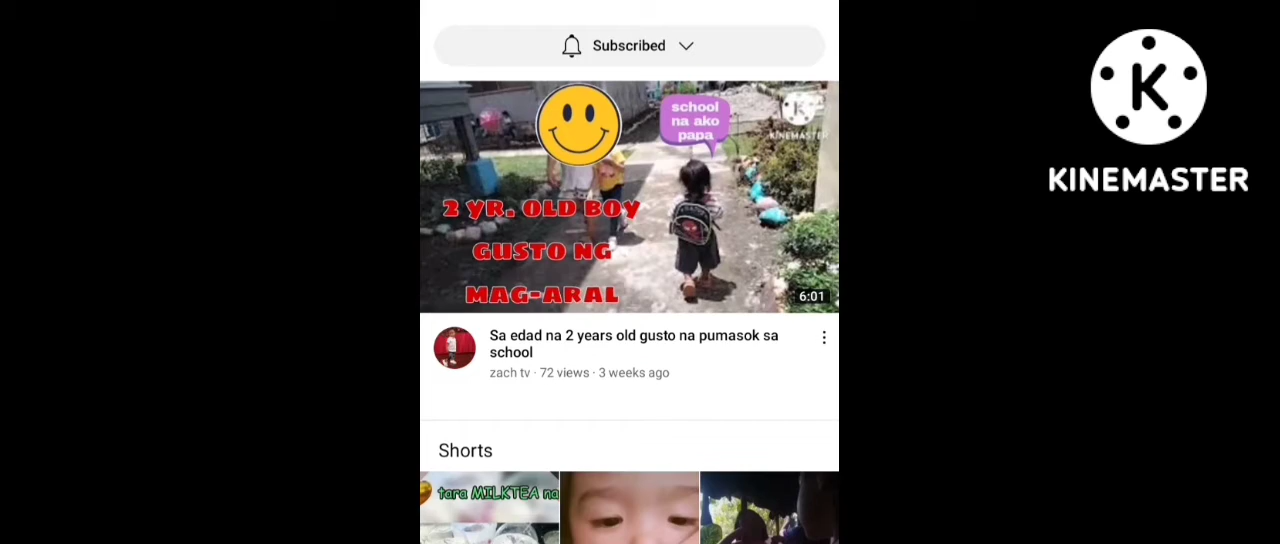 Subscribed
school
na ako
papa
KINEMASTER
2 YR. OLD BOY
GUSTO NG
MAG-ARAL
6:01
Sa edad na 2 years old gusto na pumasok sa
school
zach tv · 72 views · 3 weeks ago
Shorts
tara MILKTEA na
K
KINEMASTER